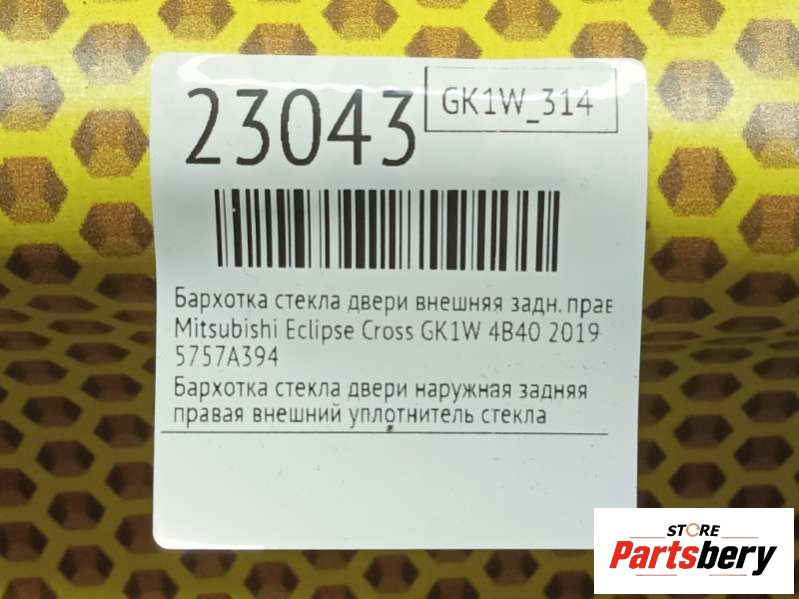 23043
GK1W_314
Бархотка стекла двери внешняя задн. прав
Mitsubishi Eclipse Cross GK1W 4B40 2019
5757A394
Бархотка стекла двери наружная задняя
правая внешний уплотнитель стекла
STORE
Partsbery